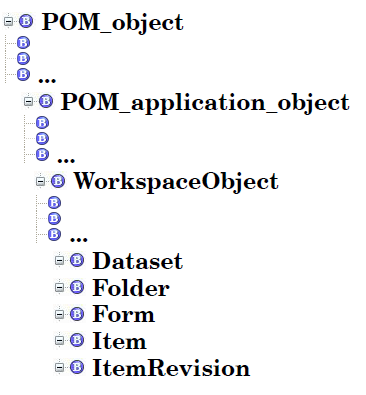 B POM_object
B
B
B ...
B POM_application_object
B
B
B ...
B WorkspaceObject
B
B
B ...
B Dataset
B Folder
B Form
B Item
B ItemRevision